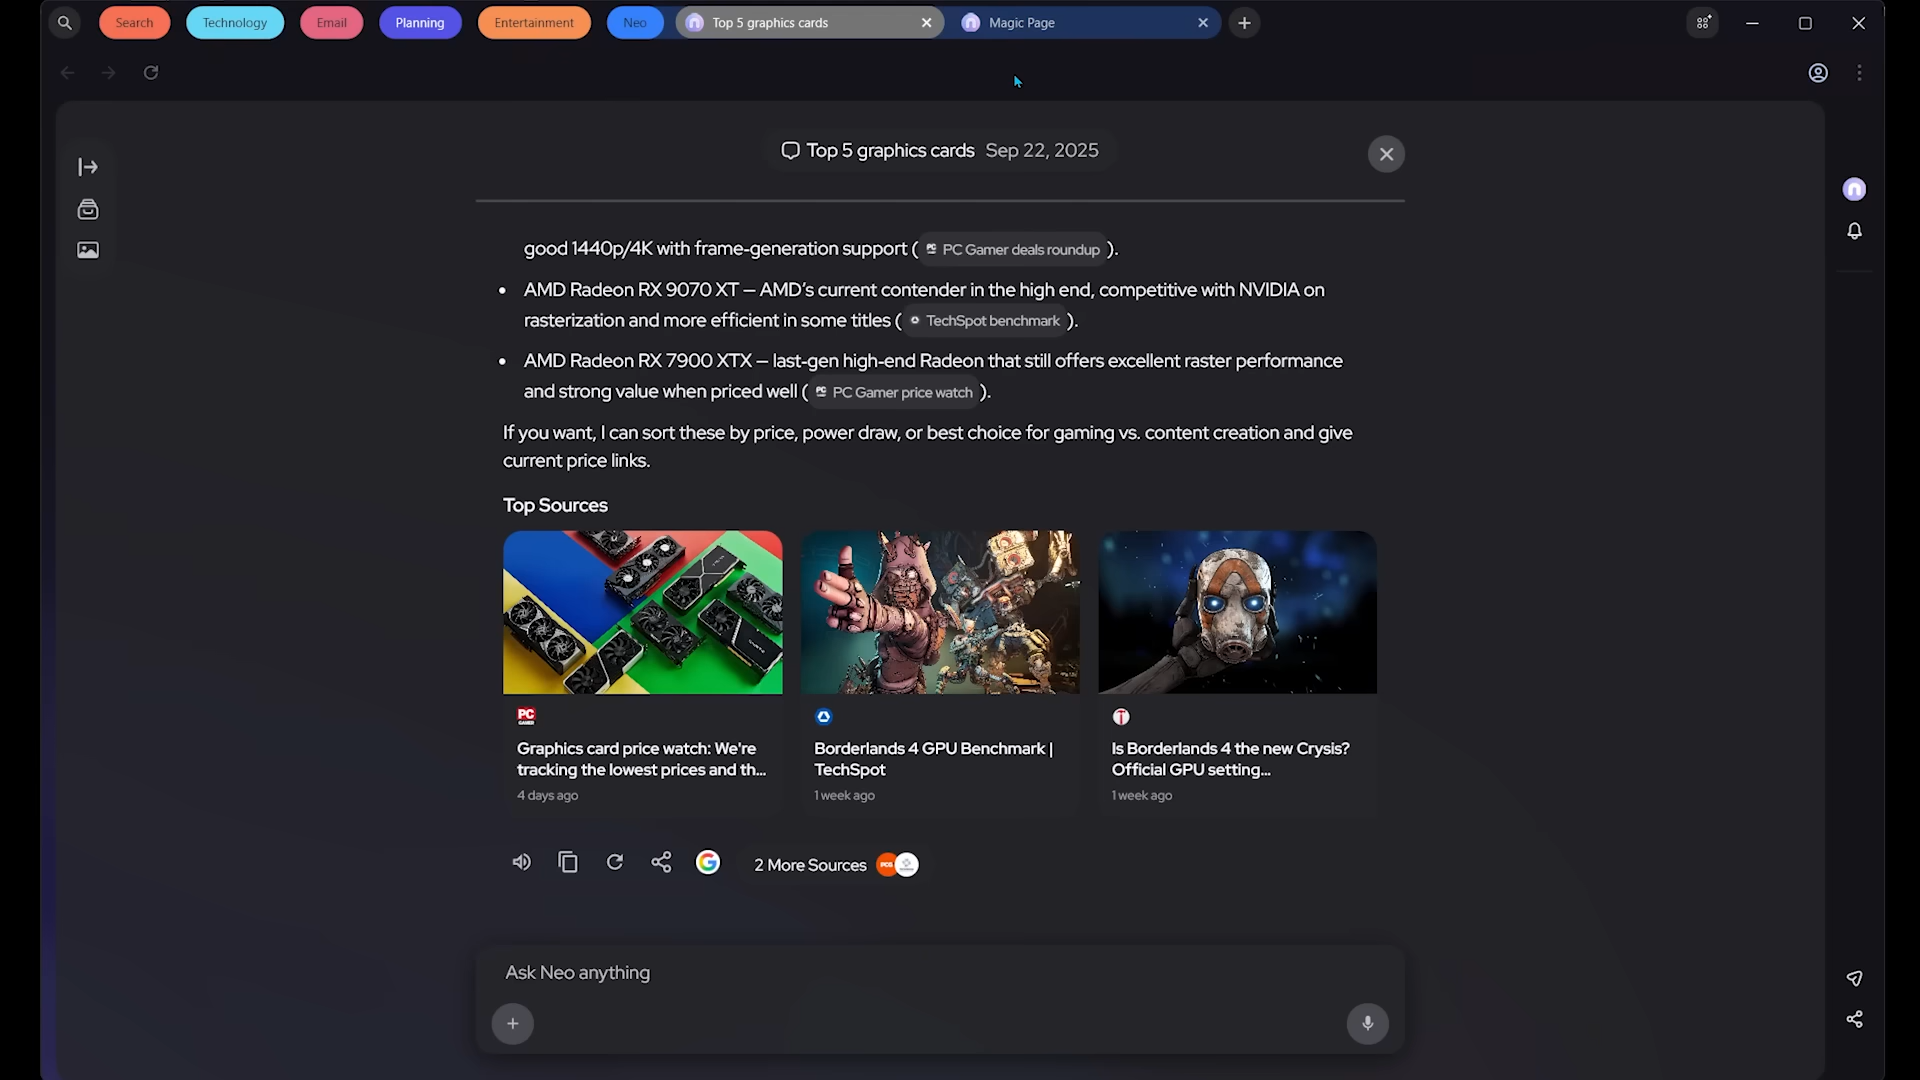 Search
Technology
Email
Planning
Entertainment
Neo
Top 5 graphics cards
Magic Page
Top 5 graphics cards Sep 22, 2025
good 1440p/4K with frame-generation support ( PC Gamer deals roundup ).
• AMD Radeon RX 9070 XT — AMD's current contender in the high end, competitive with NVIDIA on
rasterization and more efficient in some titles ( TechSpot benchmark ).
• AMD Radeon RX 7900 XTX — last-gen high-end Radeon that still offers excellent raster performance
and strong value when priced well ( PC Gamer price watch ).
If you want, I can sort these by price, power draw, or best choice for gaming vs. content creation and give
current price links.
Top Sources
PC
GAMER
Graphics card price watch: We're
tracking the lowest prices and th...
4 days ago
Borderlands 4 GPU Benchmark |
TechSpot
1 week ago
Is Borderlands 4 the new Crysis?
Official GPU setting...
1 week ago
2 More Sources
Ask Neo anything